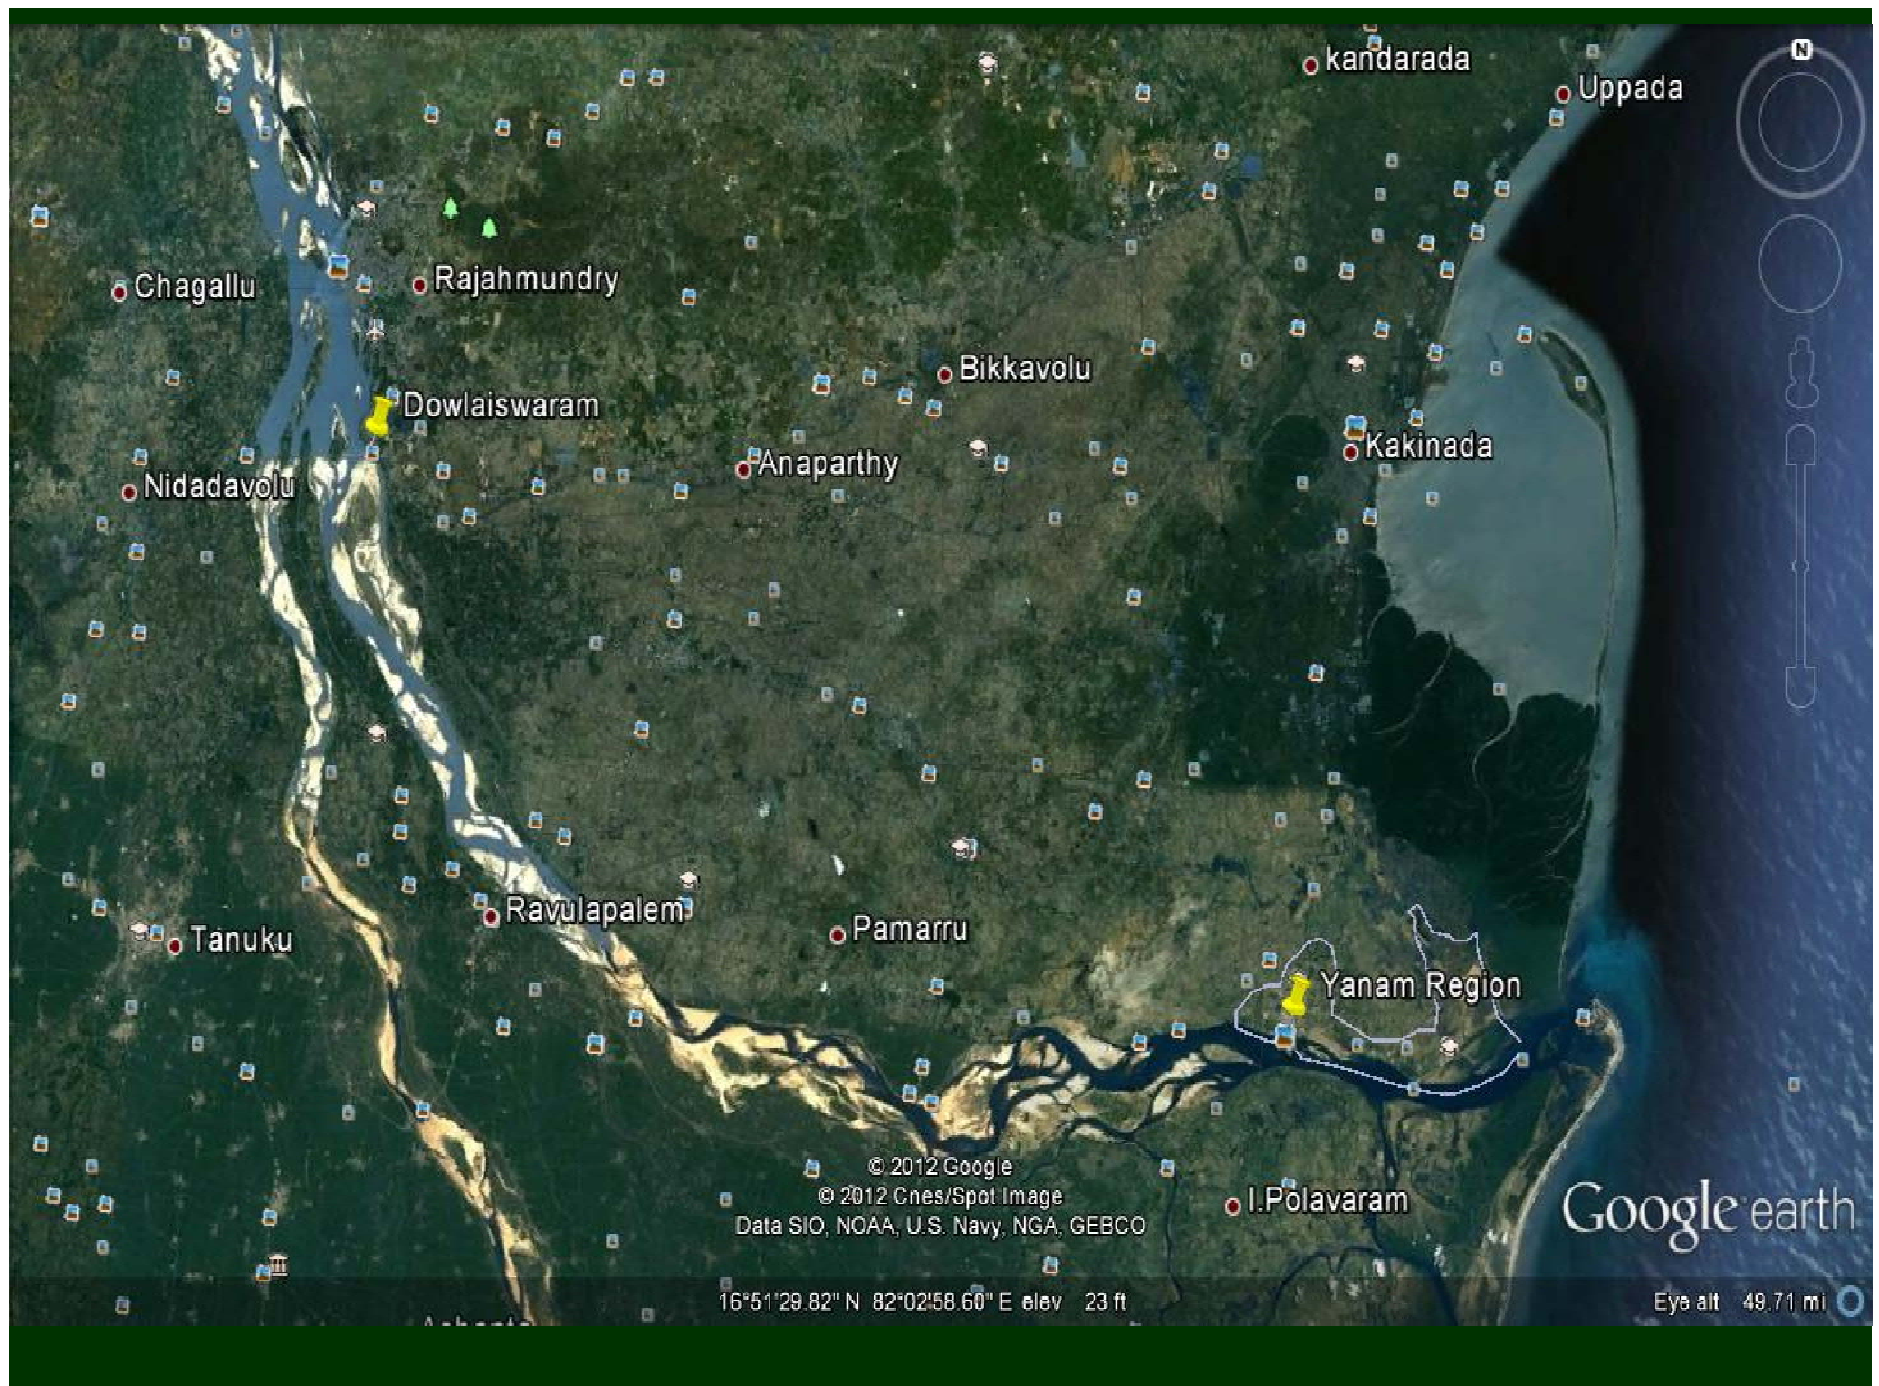 N
kandarada
Uppada
Chagallu
Rajahmundry
Bikkavolu
Dowlaiswaram
Kakinada
Anaparthy
Nidadavolu
Ravulapalem
Pamarru
Tanuku
Yanam Region
© 2012 Google
© 2012 Cnes/Spot Image
Data SIO, NOAA, U.S. Navy, NGA, GEBCO
I.Polavaram
Google earth
16°51'29.82" N 82°02'58.60" E elev 23 ft
Eye alt 49.71 mi